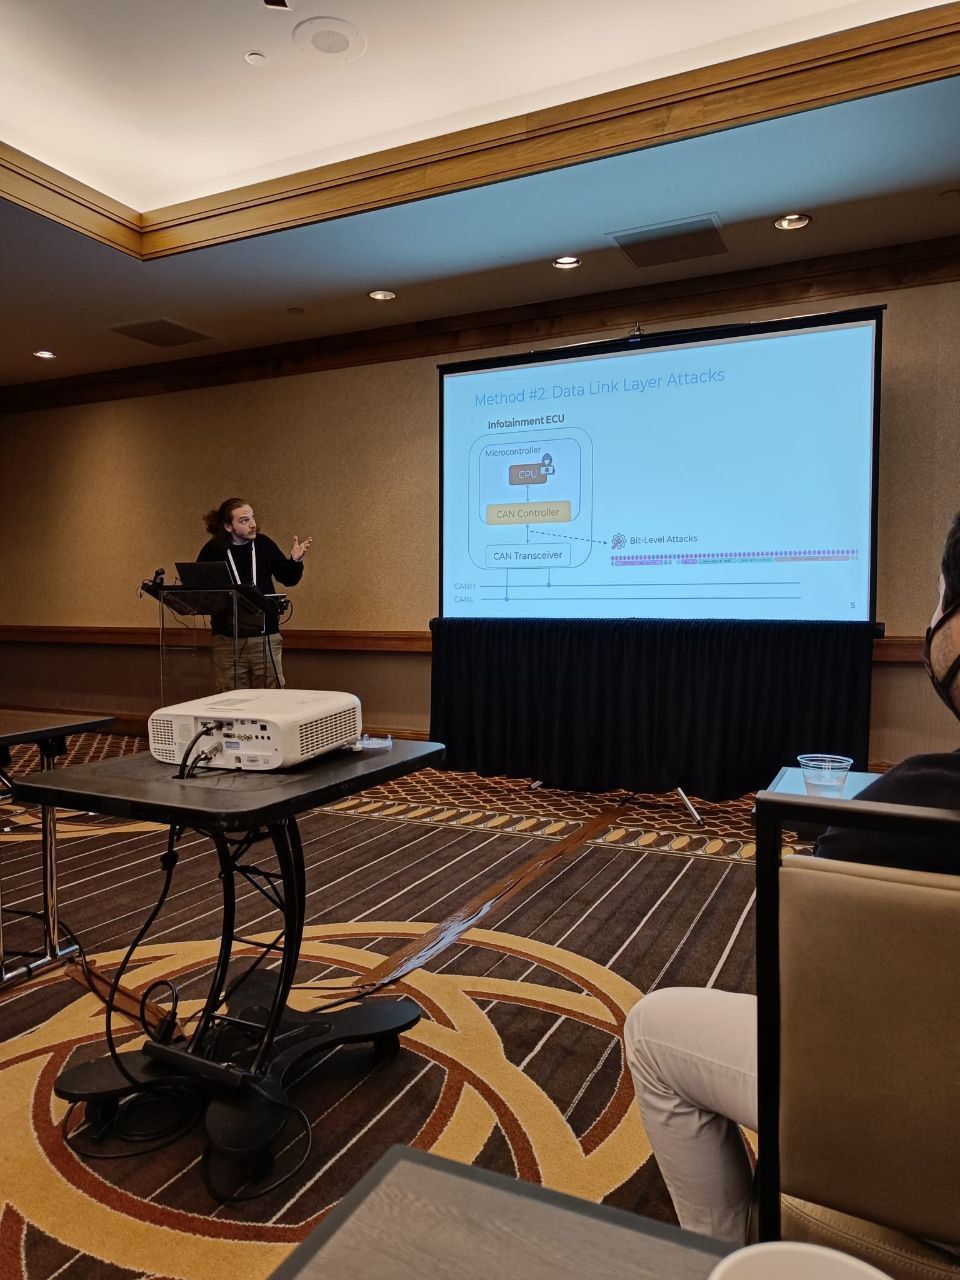 Method #2: Data Link Layer Attacks
Infotainment ECU
Microcontroller
CPU
CAN Controller
Bit-Level Attacks
CAN Transceiver
CANH
CANL
5